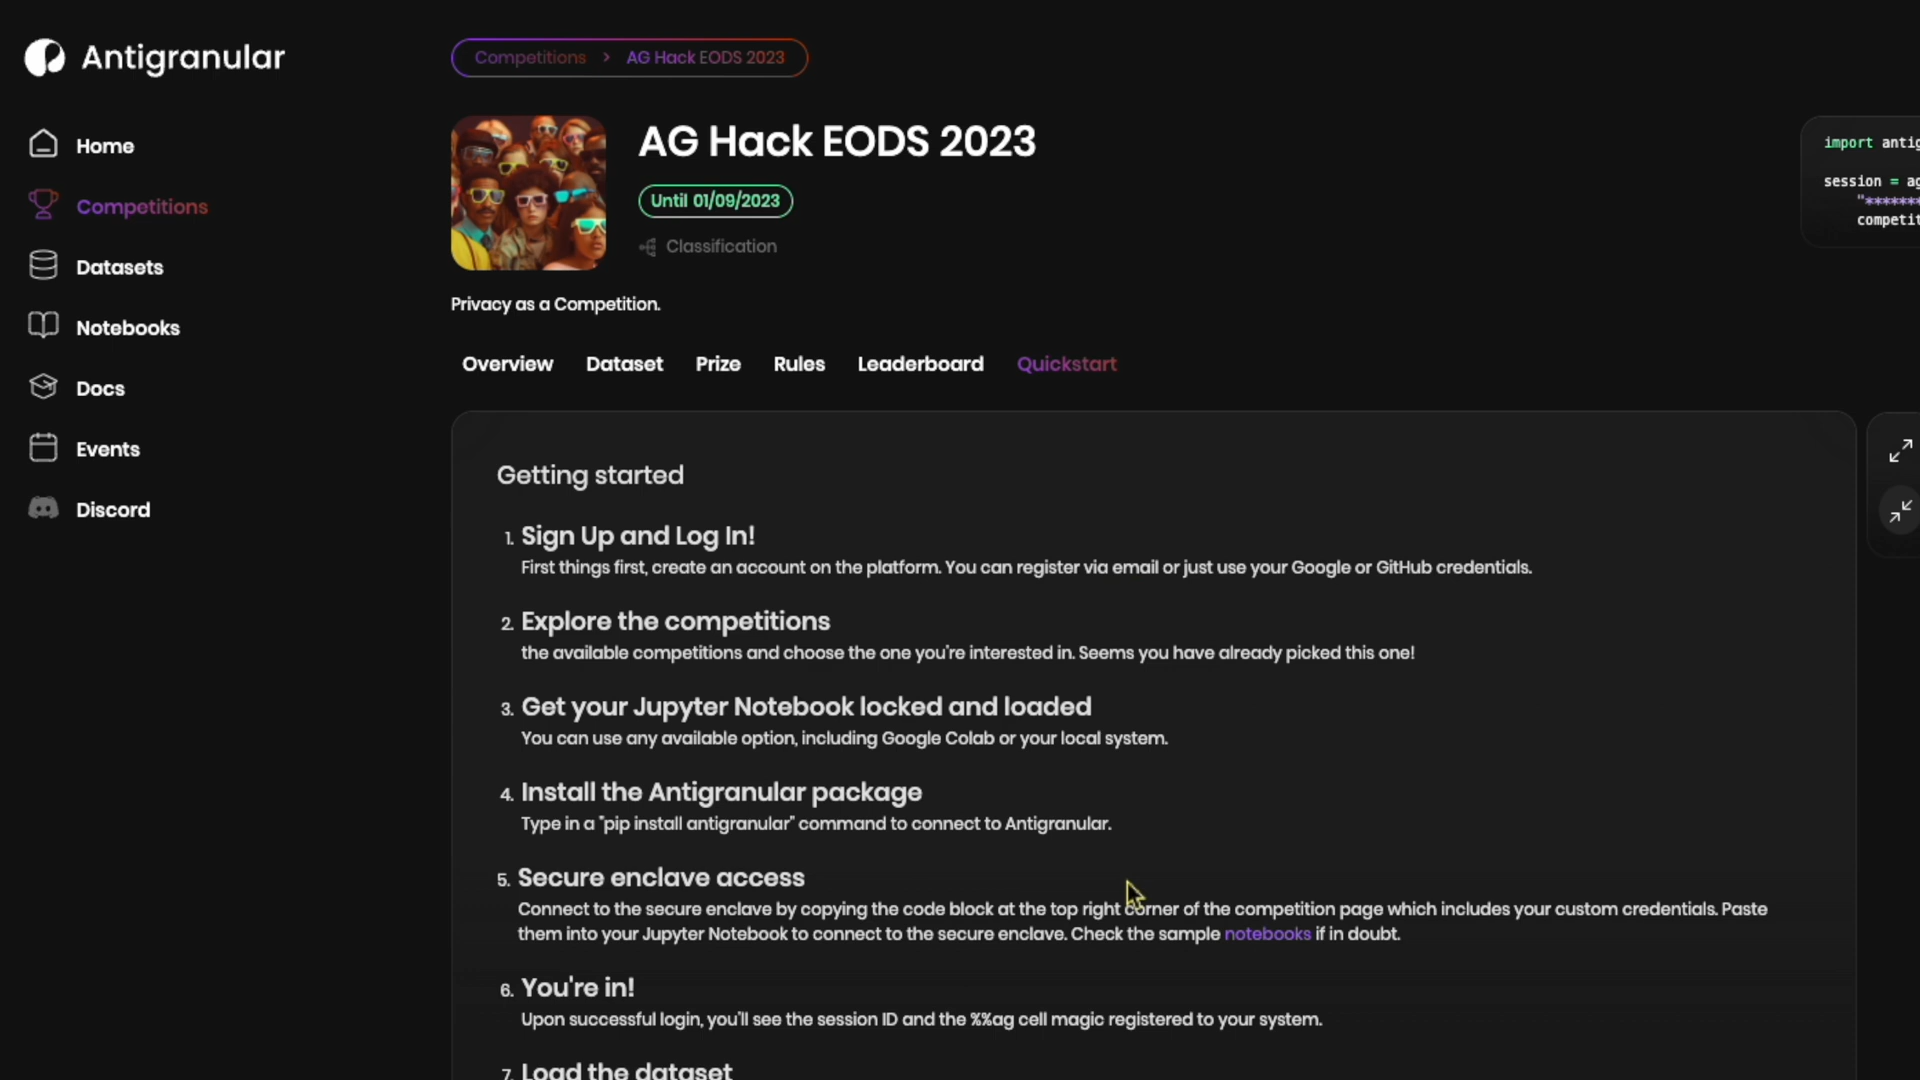 Antigranular
Competitions > AG Hack EODS 2023
Home
Competitions
Datasets
Notebooks
Docs
Events
Discord
AG Hack EODS 2023
Until 01/09/2023
Classification
import antig
session = ag
"*******
competit
Privacy as a Competition.
Overview Dataset Prize Rules Leaderboard Quickstart
Getting started
1. Sign Up and Log In!
First things first, create an account on the platform. You can register via email or just use your Google or GitHub credentials.
2. Explore the competitions
the available competitions and choose the one you're interested in. Seems you have already picked this one!
3. Get your Jupyter Notebook locked and loaded
You can use any available option, including Google Colab or your local system.
4. Install the Antigranular package
Type in a "pip install antigranular" command to connect to Antigranular.
5. Secure enclave access
Connect to the secure enclave by copying the code block at the top right corner of the competition page which includes your custom credentials. Paste
them into your Jupyter Notebook to connect to the secure enclave. Check the sample notebooks if in doubt.
6. You're in!
Upon successful login, you'll see the session ID and the %%ag cell magic registered to your system.
7. Load the dataset